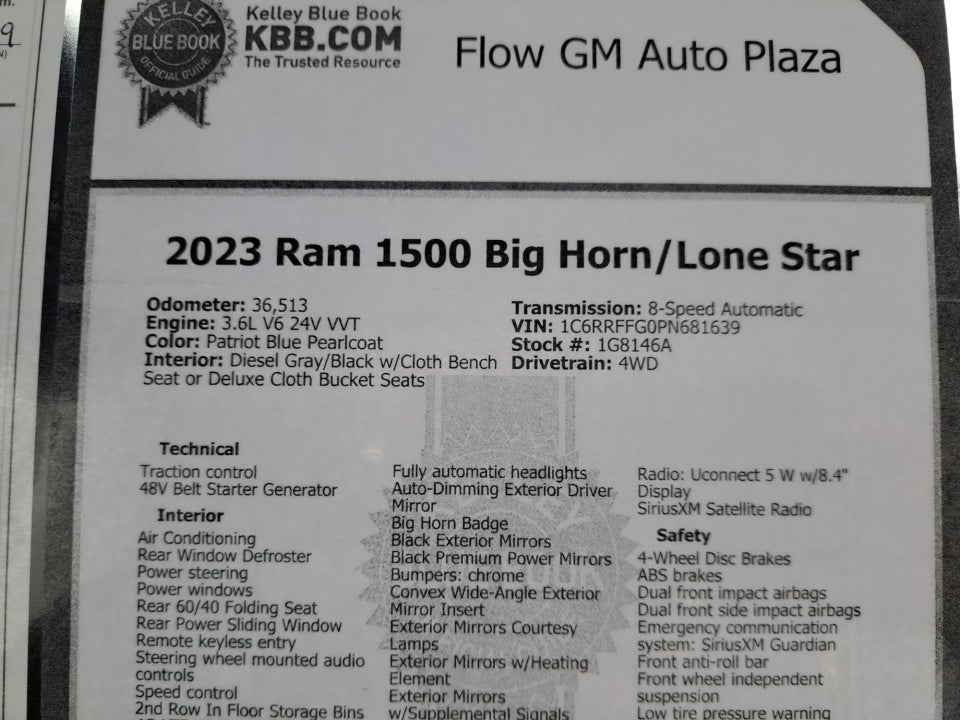 m.
9
KELLEY
BLUE BOOK
OFFICIAL GUIDE
Kelley Blue Book
KBB.COM
The Trusted Resource
Flow GM Auto Plaza
2023 Ram 1500 Big Horn/Lone Star
Odometer: 36,513
Engine: 3.6L V6 24V VVT
Color: Patriot Blue Pearlcoat
Interior: Diesel Gray/Black w/Cloth Bench
Seat or Deluxe Cloth Bucket Seats
Transmission: 8-Speed Automatic
VIN: 1C6RRFFG0PN681639
Stock #: 1G8146A
Drivetrain: 4WD
Technical
Traction control
48V Belt Starter Generator
Interior
Air Conditioning
Rear Window Defroster
Power steering
Power windows
Rear 60/40 Folding Seat
Rear Power Sliding Window
Remote keyless entry
Steering wheel mounted audio
controls
Speed control
2nd Row In Floor Storage Bins
Fully automatic headlights
Auto-Dimming Exterior Driver
Mirror
Big Horn Badge
Black Exterior Mirrors
Black Premium Power Mirrors
Bumpers: chrome
Convex Wide-Angle Exterior
Mirror Insert
Exterior Mirrors Courtesy
Lamps
Exterior Mirrors w/Heating
Element
Exterior Mirrors
w/Supplemental Signals
Radio: Uconnect 5 W w/8.4"
Display
SiriusXM Satellite Radio
Safety
4-Wheel Disc Brakes
ABS brakes
Dual front impact airbags
Dual front side impact airbags
Emergency communication
system: SiriusXM Guardian
Front anti-roll bar
Front wheel independent
suspension
Low tire pressure warning